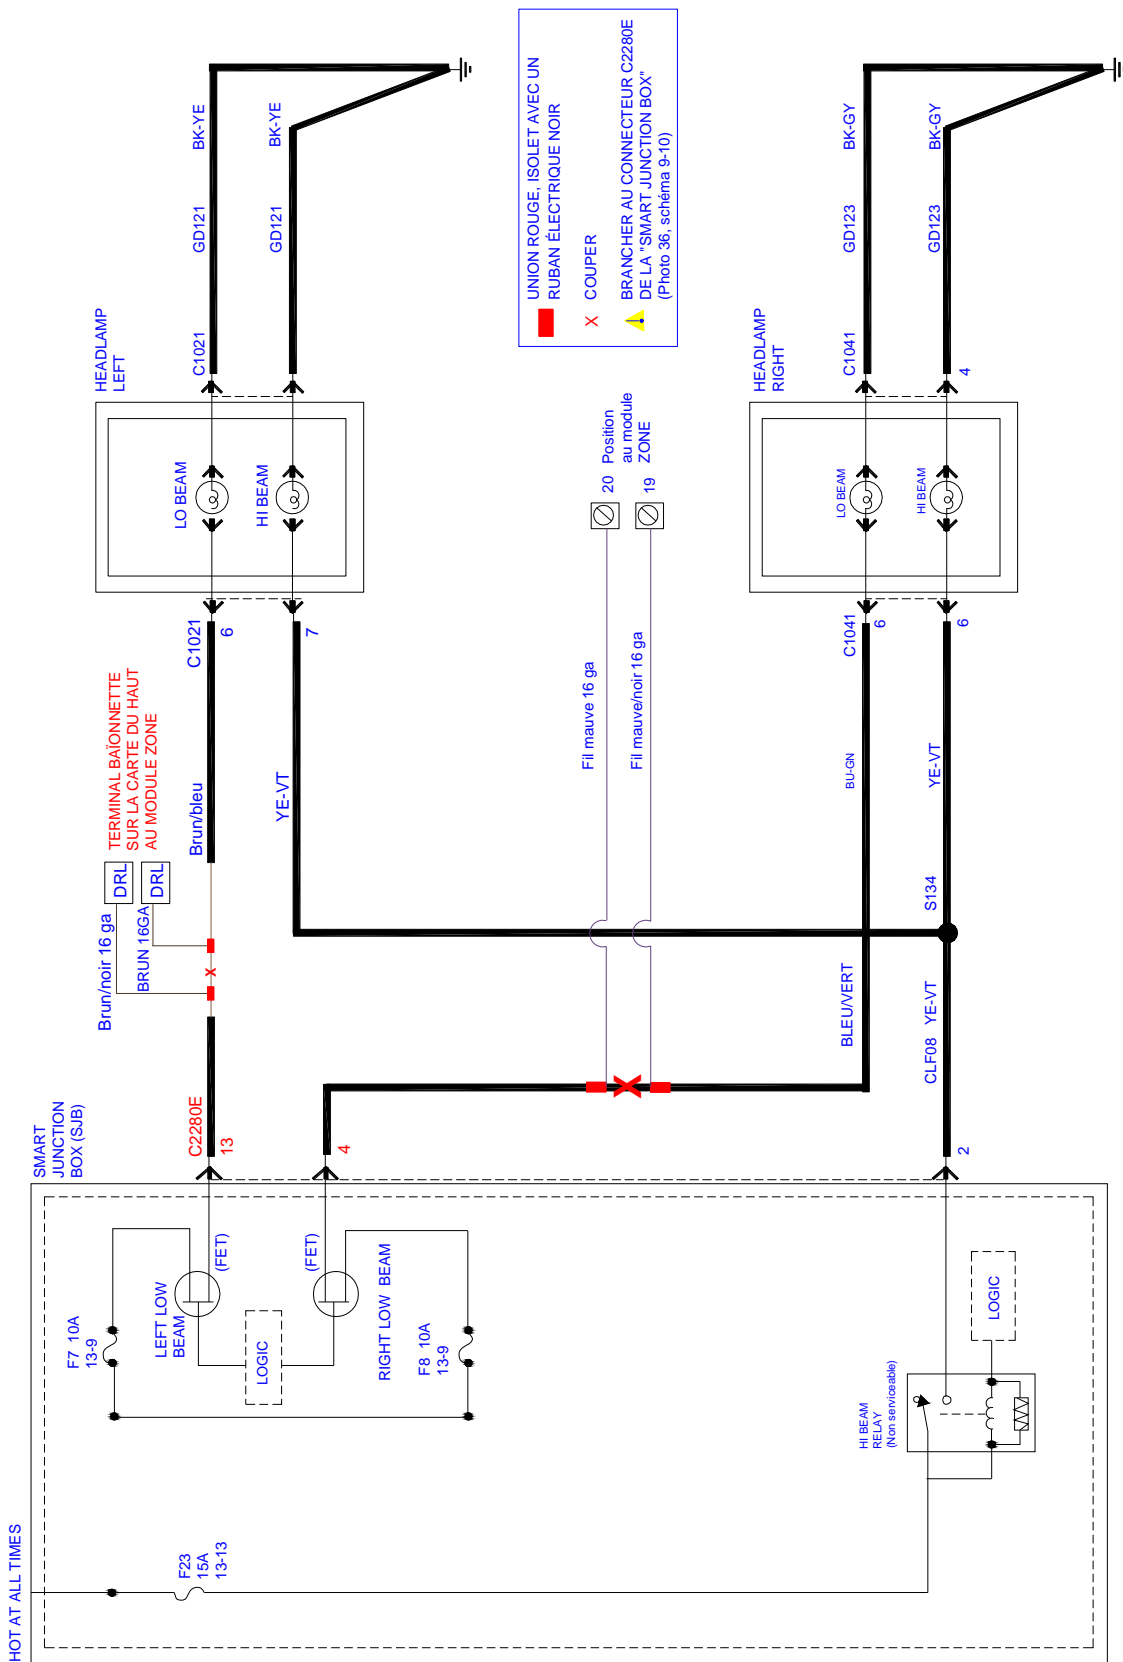 HOT AT ALL TIMES
SMART
JUNCTION
BOX (SJB)
F23
15A
13-13
F7 10A
13-9
LEFT LOW
BEAM
(FET)
LOGIC
(FET)
RIGHT LOW BEAM
F8 10A
13-9
HI BEAM
RELAY
(Non serviceable)
LOGIC
C2280E
13
4
2
Brun/noir 16 ga
BRUN 16GA
DRL
DRL
TERMINAL BAÏONNETTE
SUR LA CARTE DU HAUT
AU MODULE ZONE
Brun/bleu
C1021
6
YE-VT
7
HEADLAMP
LEFT
LO BEAM
HI BEAM
C1021
GD121
BK-YE
GD121
BK-YE
Fil mauve 16 ga
Fil mauve/noir 16 ga
20 Position
au module
19 ZONE
UNION ROUGE, ISOLET AVEC UN
RUBAN ÉLECTRIQUE NOIR
X COUPER
BRANCHER AU CONNECTEUR C2280E
DE LA "SMART JUNCTION BOX"
(Photo 36, schéma 9-10)
BLEU/VERT
BU-GN
C1041
6
CLF08 YE-VT
S134
YE-VT
6
HEADLAMP
RIGHT
LO BEAM
HI BEAM
C1041
GD123
BK-GY
4
GD123
BK-GY